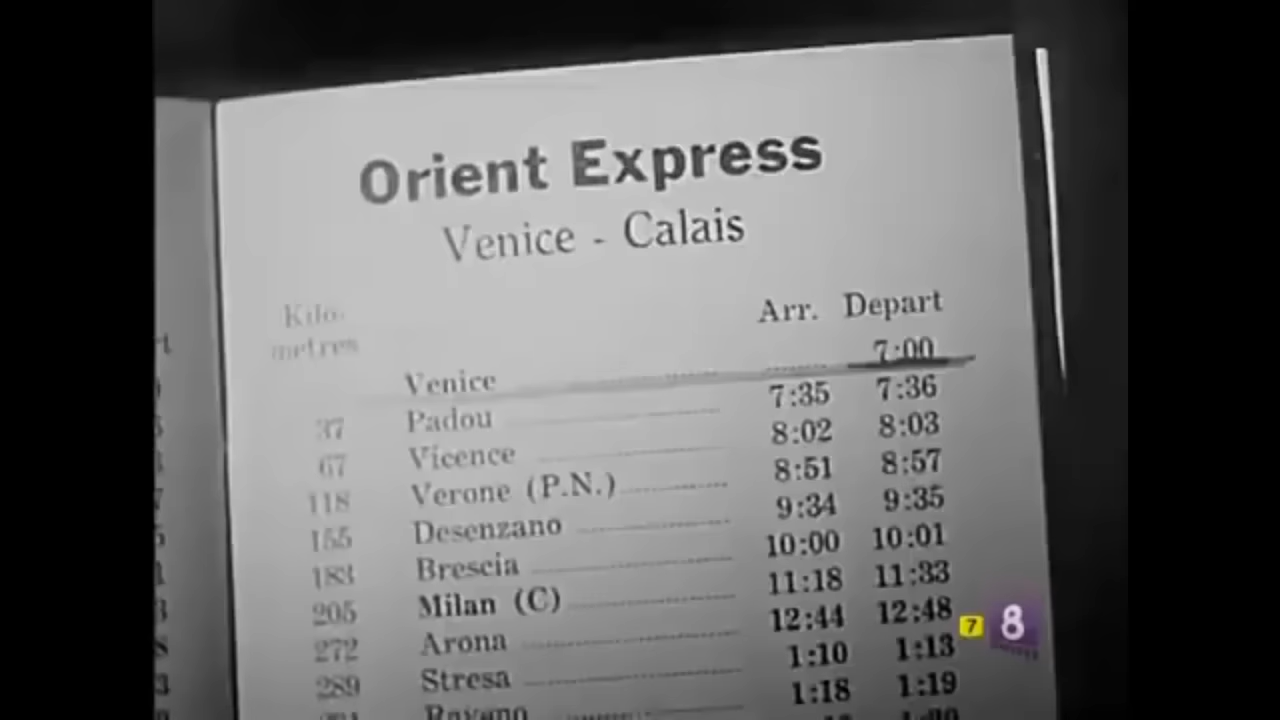 Orient Express
Venice - Calais
Kilo-
metres
Arr. Depart
Venice 7:00
37 Padou 7:35 7:36
67 Vicence 8:02 8:03
118 Verone (P.N.) 8:51 8:57
155 Desenzano 9:34 9:35
183 Brescia 10:00 10:01
205 Milan (C) 11:18 11:33
272 Arona 12:44 12:48
289 Stresa 1:10 1:13
1:18 1:19
7 8